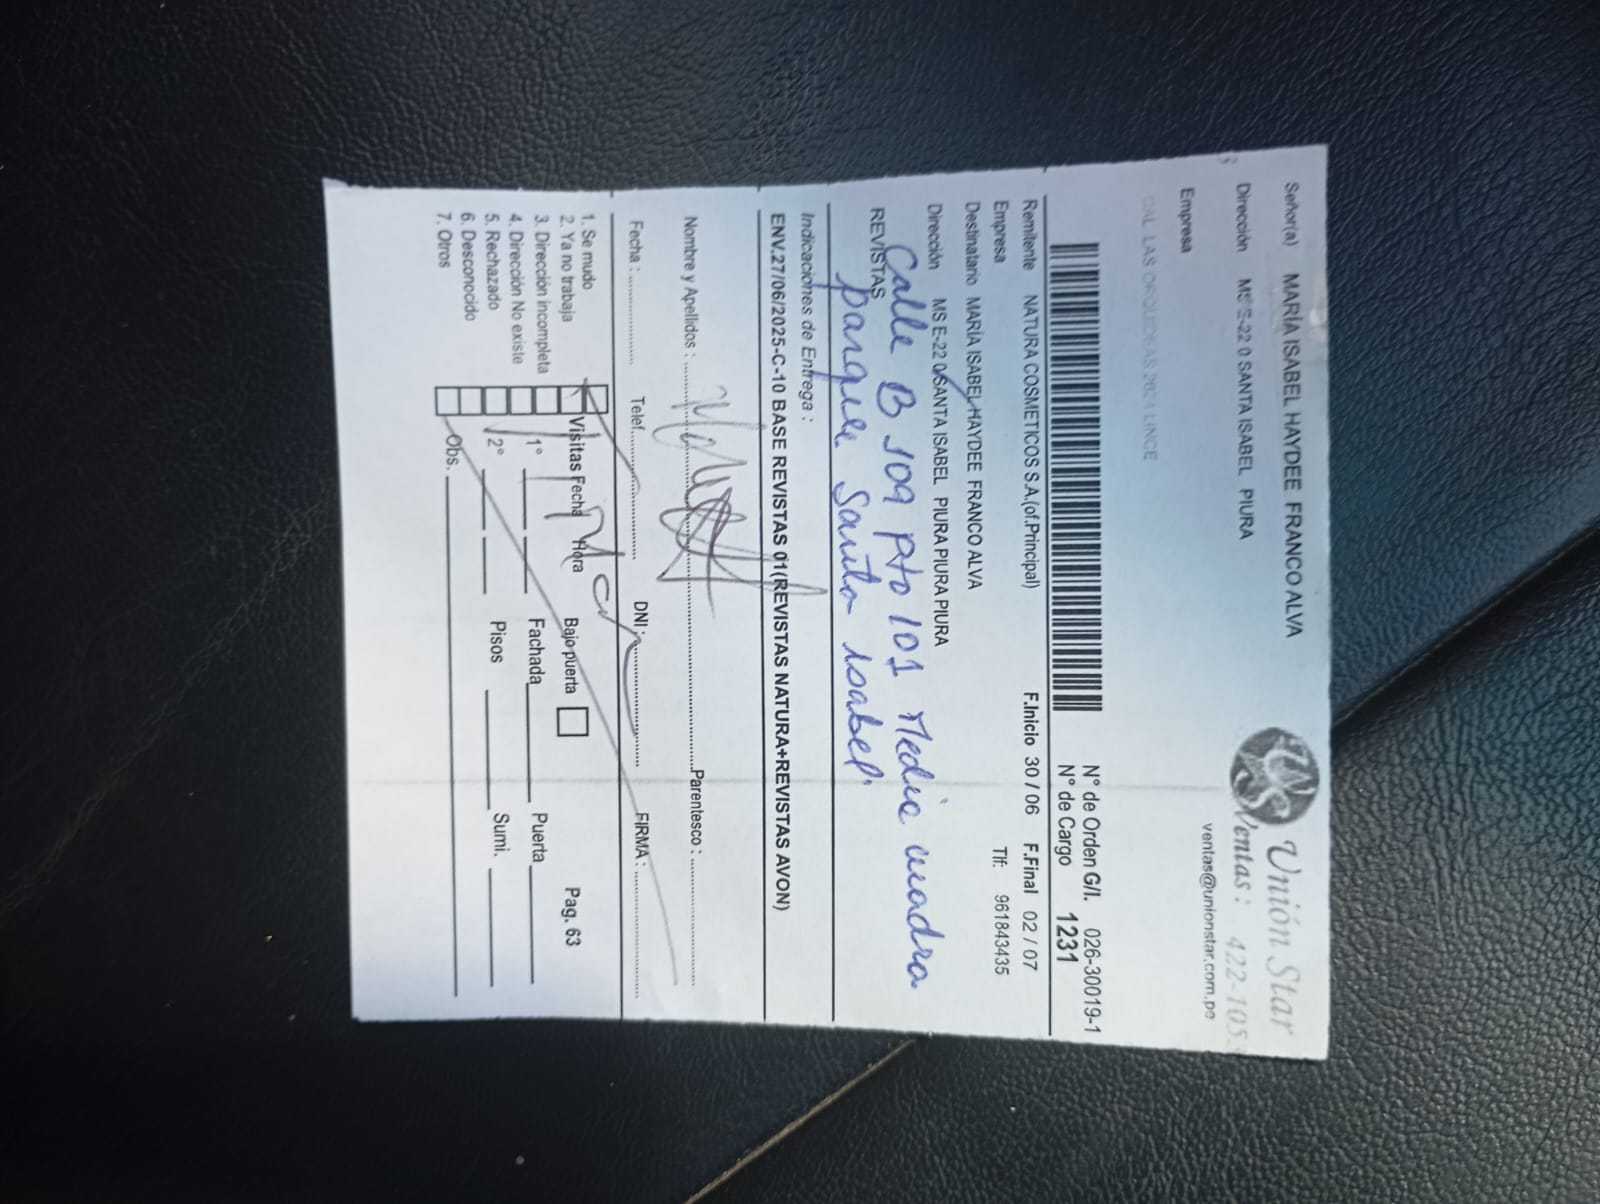 Señor(a) MARÍA ISABEL HAYDEE FRANCO ALVA
Dirección MS E-22 0 SANTA ISABEL PIURA
Empresa
CAL LAS ORQUIDEAS 2624 LINCE
Unión Star
Ventas: 422-105
ventas@unionstar.com.pe
N° de Orden G/I. 026-30019-1
N° de Cargo 1231
Remitente NATURA COSMETICOS S.A.(of.Principal) F.Inicio 30 / 06 F.Final 02 / 07
Empresa Tlf: 961843435
Destinatario MARÍA ISABEL HAYDEE FRANCO ALVA
Dirección MS E-22 0 SANTA ISABEL PIURA PIURA PIURA
REVISTAS
Calle B 109 pto 101 Media cuadra
parque Santa isabel
Indicaciones de Entrega :
ENV.27/06/2025-C-10 BASE REVISTAS 01(REVISTAS NATURA+REVISTAS AVON)
Nombre y Apellidos : Parentesco :
Fecha : Telef. DNI : FIRMA :
1. Se mudo
2. Ya no trabaja Visitas Fecha Hora Bajo puerta Pag. 63
3. Dirección incompleta 1° Fachada Puerta
4. Dirección No existe
5. Rechazado 2° Pisos Sumi.
6. Desconocido
7. Otros Obs.